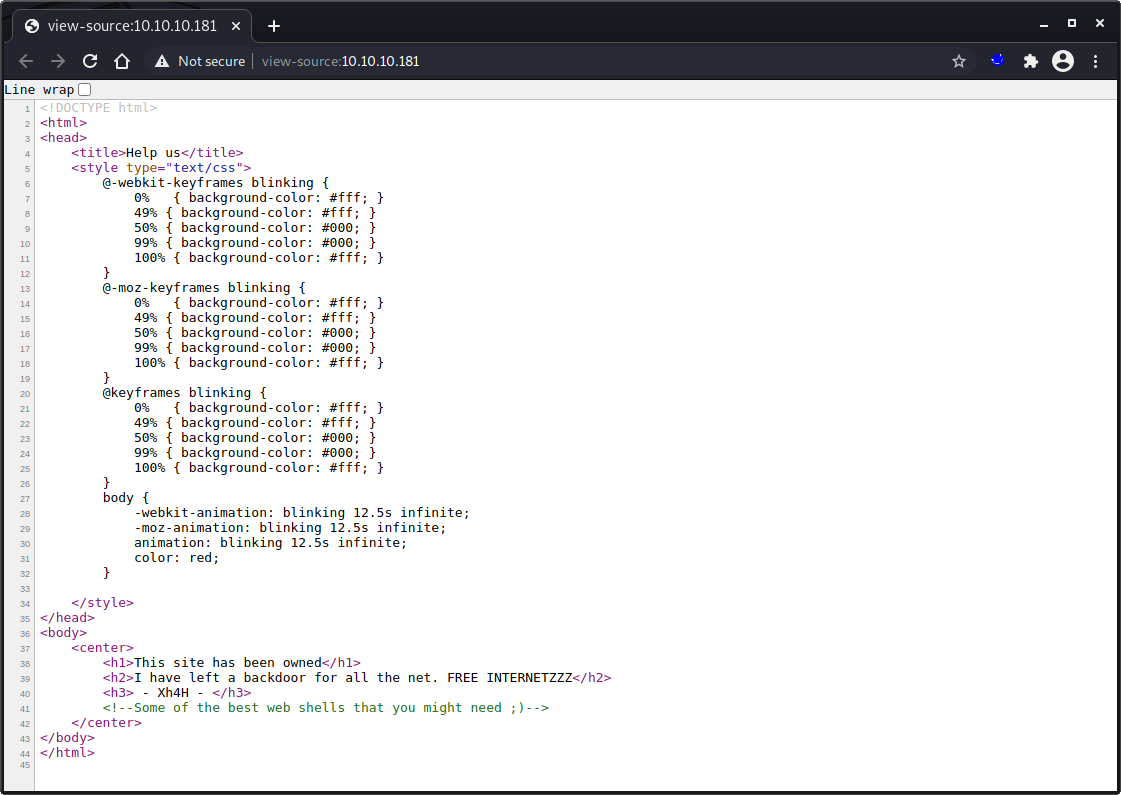 view-source:10.10.10.181
Not secure | view-source:10.10.10.181
Line wrap
1 <!DOCTYPE html>
2 <html>
3 <head>
4     <title>Help us</title>
5     <style type="text/css">
6         @-webkit-keyframes blinking {
7             0%   { background-color: #fff; }
8             49% { background-color: #fff; }
9             50% { background-color: #000; }
10             99% { background-color: #000; }
11             100% { background-color: #fff; }
12         }
13         @-moz-keyframes blinking {
14             0%   { background-color: #fff; }
15             49% { background-color: #fff; }
16             50% { background-color: #000; }
17             99% { background-color: #000; }
18             100% { background-color: #fff; }
19         }
20         @keyframes blinking {
21             0%   { background-color: #fff; }
22             49% { background-color: #fff; }
23             50% { background-color: #000; }
24             99% { background-color: #000; }
25             100% { background-color: #fff; }
26         }
27         body {
28             -webkit-animation: blinking 12.5s infinite;
29             -moz-animation: blinking 12.5s infinite;
30             animation: blinking 12.5s infinite;
31             color: red;
32         }
33
34     </style>
35 </head>
36 <body>
37     <center>
38         <h1>This site has been owned</h1>
39         <h2>I have left a backdoor for all the net. FREE INTERNETZZZ</h2>
40         <h3> - Xh4H - </h3>
41         <!--Some of the best web shells that you might need ;)-->
42     </center>
43 </body>
44 </html>
45